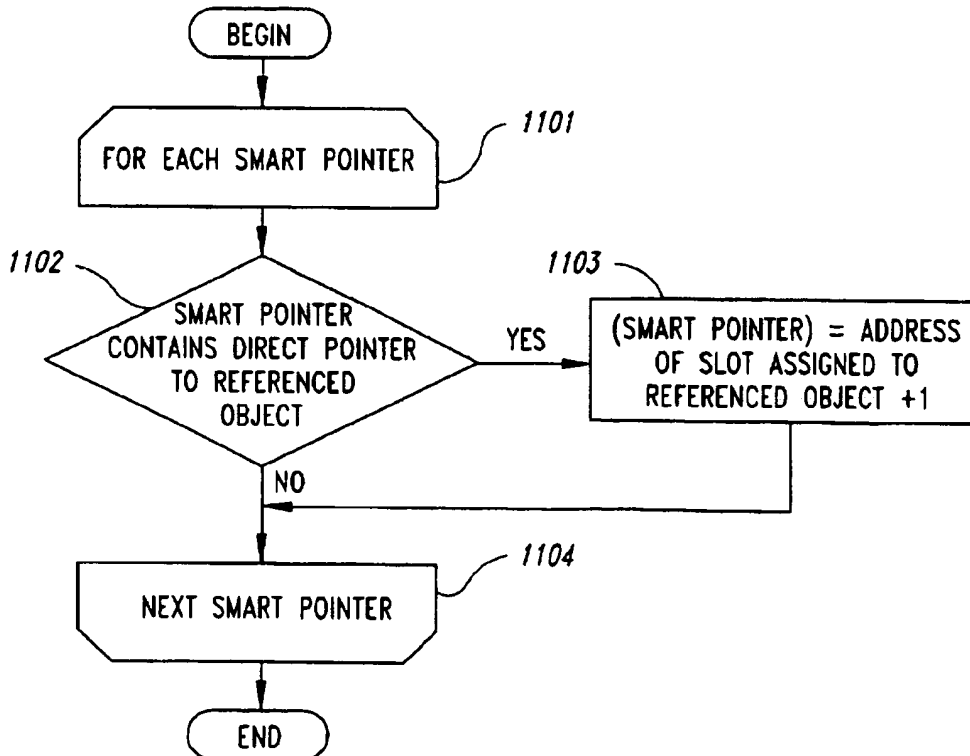 BEGIN
1101
FOR EACH SMART POINTER
1102
SMART POINTER
CONTAINS DIRECT POINTER
TO REFERENCED
OBJECT
YES
1103
(SMART POINTER) = ADDRESS
OF SLOT ASSIGNED TO
REFERENCED OBJECT +1
NO
1104
NEXT SMART POINTER
END